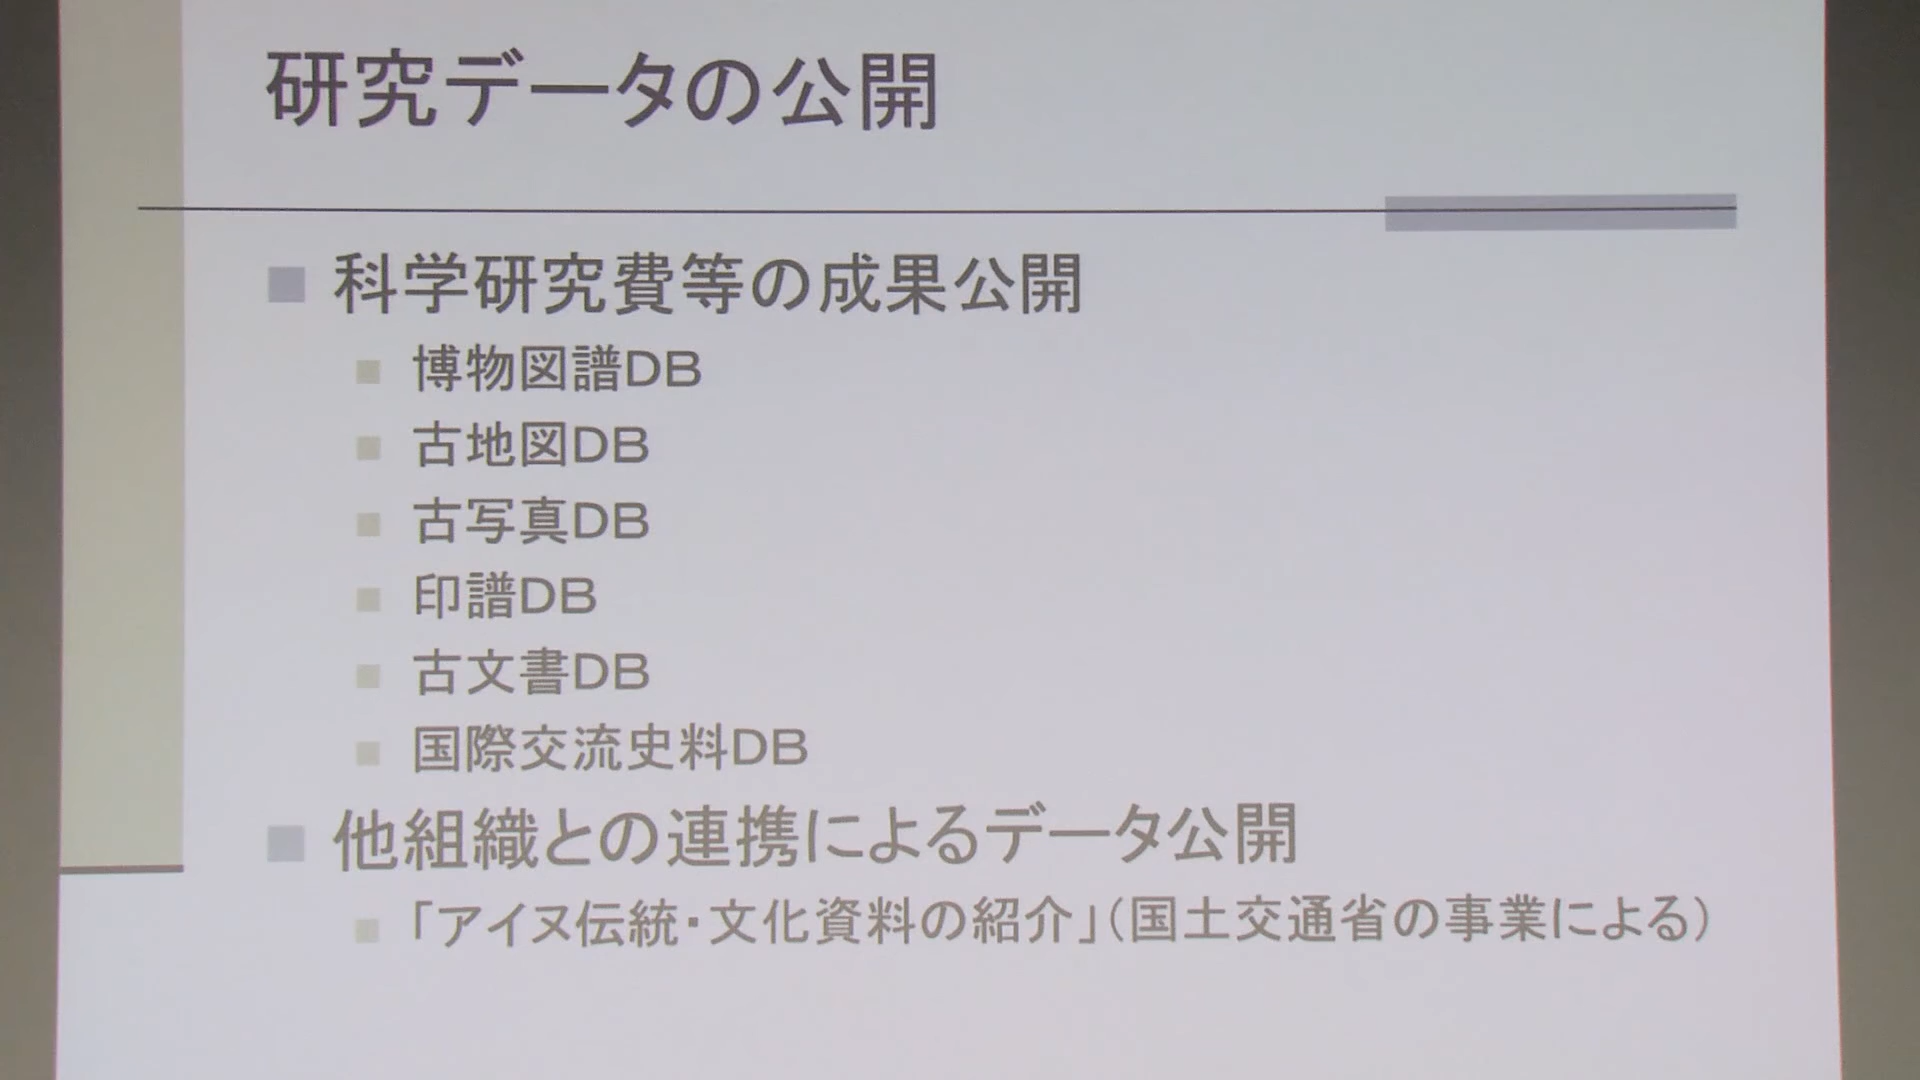 研究データの公開
科学研究費等の成果公開
博物図譜DB
古地図DB
古写真DB
印譜DB
古文書DB
国際交流史料DB
他組織との連携によるデータ公開
「アイヌ伝統・文化資料の紹介」（国土交通省の事業による）